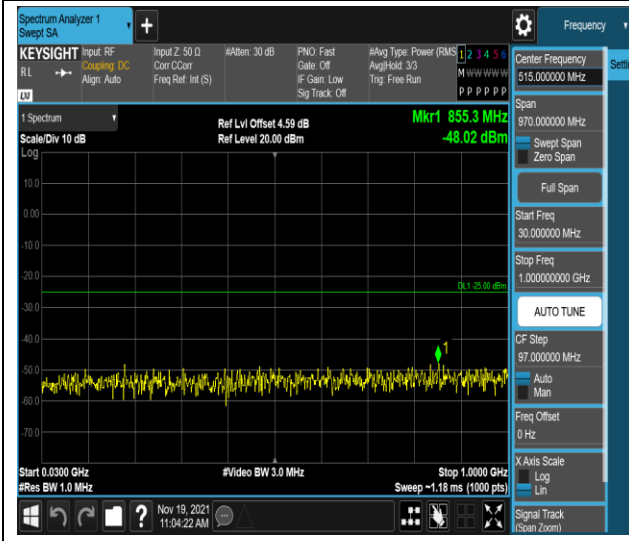 Spectrum Analyzer 1
Swept SA
Frequency
KEYSIGHT
RL
LXI
Input: RF
Coupling: DC
Align: Auto
Input Z: 50 Ω
Corr CCorr
Freq Ref: Int (S)
#Atten: 30 dB
PNO: Fast
Gate: Off
IF Gain: Low
Sig Track: Off
#Avg Type: Power (RMS
Avg|Hold: 3/3
Trig: Free Run
1 2 3 4 5 6
M W W W W W
P P P P P P
1 Spectrum
Scale/Div 10 dB
Log
Ref Lvl Offset 4.59 dB
Ref Level 20.00 dBm
Mkr1 855.3 MHz
-48.02 dBm
10.0
0.00
-10.0
-20.0
-30.0
-40.0
-50.0
-60.0
-70.0
DL1 -25.00 dBm
1
Start 0.0300 GHz
#Res BW 1.0 MHz
#Video BW 3.0 MHz
Stop 1.0000 GHz
Sweep ~1.18 ms (1000 pts)
?
Nov 19, 2021
11:04:22 AM
Center Frequency
515.000000 MHz
Settin
Span
970.000000 MHz
Swept Span
Zero Span
Full Span
Start Freq
30.000000 MHz
Stop Freq
1.000000000 GHz
AUTO TUNE
CF Step
97.000000 MHz
Auto
Man
Freq Offset
0 Hz
X Axis Scale
Log
Lin
Signal Track
(Span Zoom)